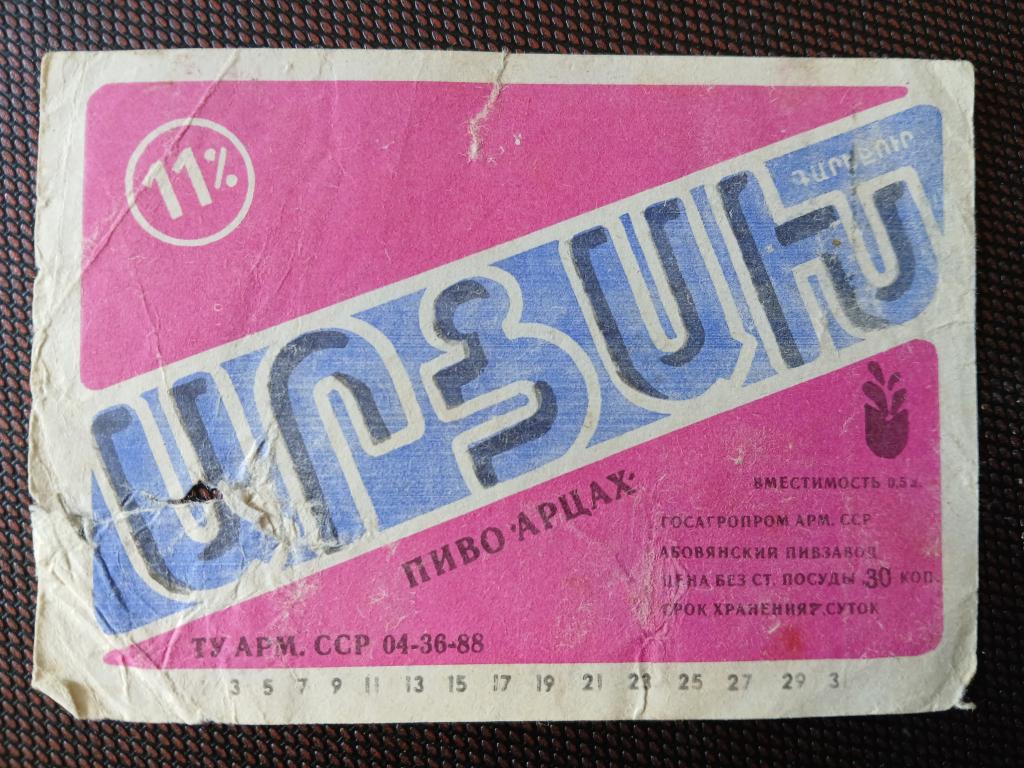 11%
ԳԱՐԵՋՈՒՐ
ԱՐՑԱԽ
ПИВО·АРЦАХ·
ВМЕСТИМОСТЬ 0,5 л.
ГОСАГРОПРОМ АРМ. ССР
АБОВЯНСКИЙ ПИВЗАВОД
ЦЕНА БЕЗ СТ. ПОСУДЫ 30 КОП.
СРОК ХРАНЕНИЯ 7 СУТОК
ТУ АРМ. ССР 04-36-88
3 5 7 9 11 13 15 17 19 21 23 25 27 29 31